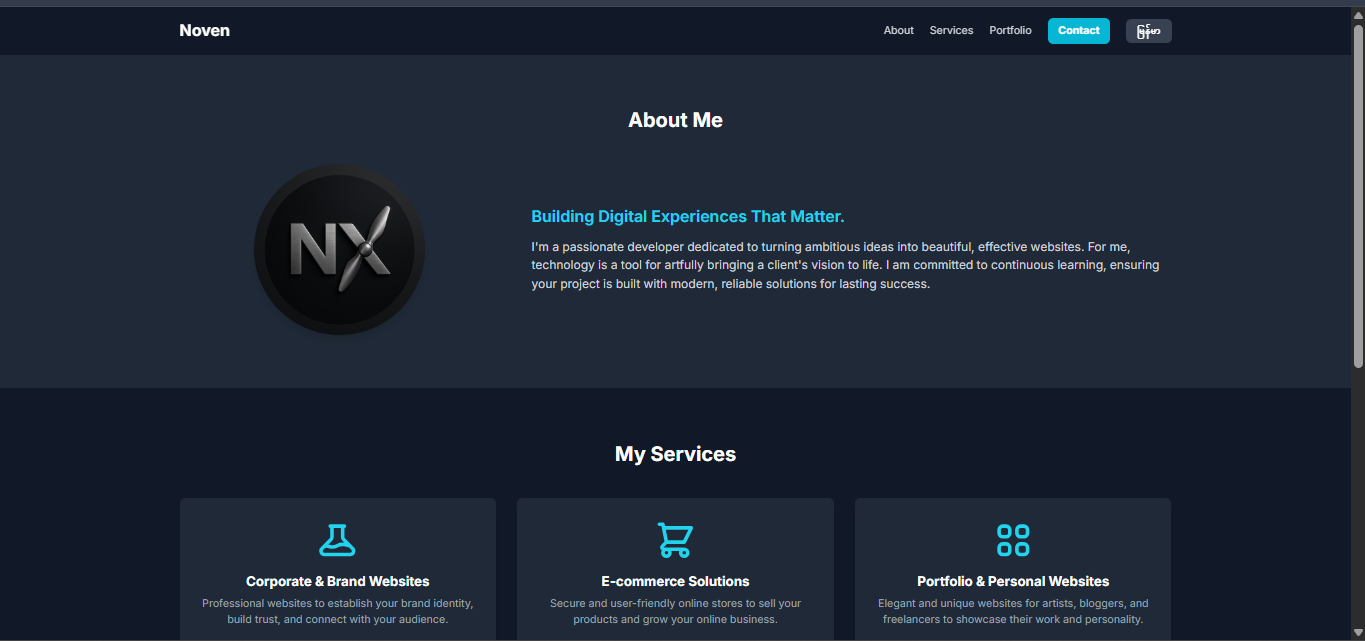 Noven
About
Services
Portfolio
Contact
မြန်မာ
About Me
NX
Building Digital Experiences That Matter.
I'm a passionate developer dedicated to turning ambitious ideas into beautiful, effective websites. For me,
technology is a tool for artfully bringing a client's vision to life. I am committed to continuous learning, ensuring
your project is built with modern, reliable solutions for lasting success.
My Services
Corporate & Brand Websites
Professional websites to establish your brand identity,
build trust, and connect with your audience.
E-commerce Solutions
Secure and user-friendly online stores to sell your
products and grow your online business.
Portfolio & Personal Websites
Elegant and unique websites for artists, bloggers, and
freelancers to showcase their work and personality.